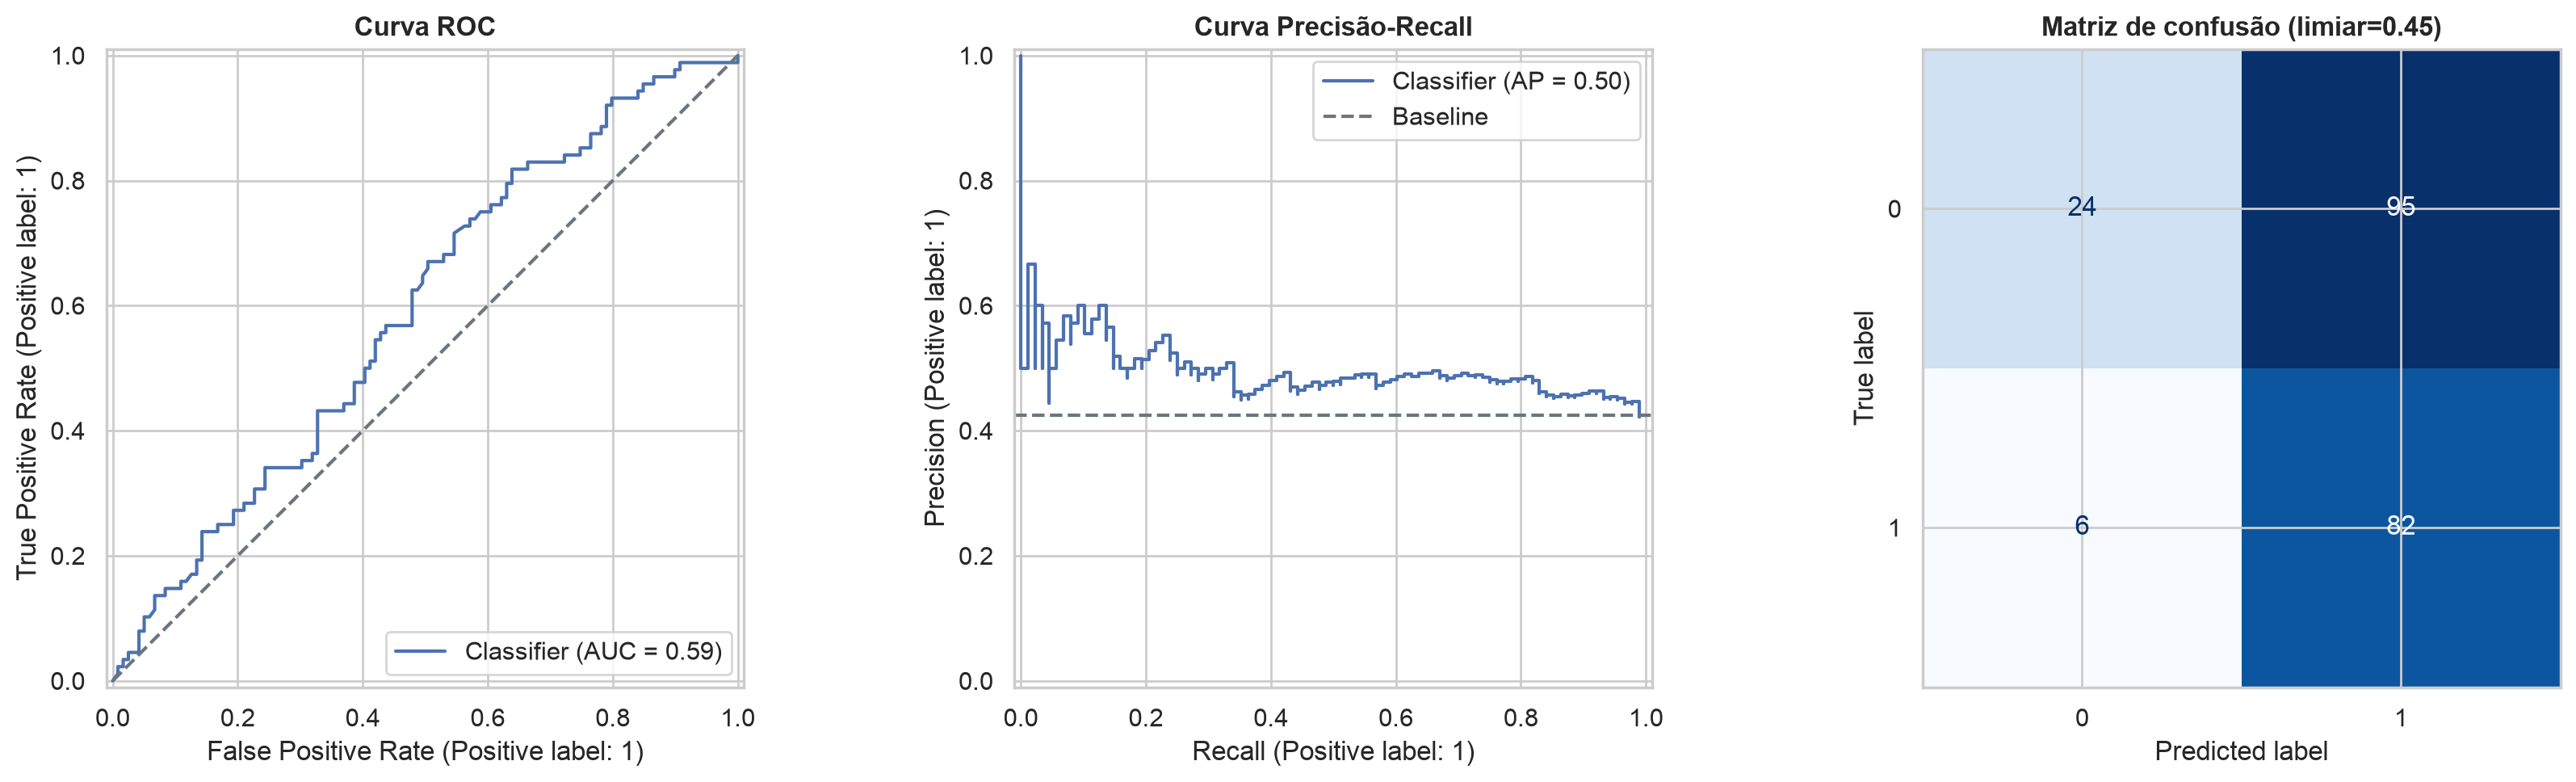 Curva ROC
True Positive Rate (Positive label: 1)
1.0
0.8
0.6
0.4
0.2
0.0
Classifier (AUC = 0.59)
0.0 0.2 0.4 0.6 0.8 1.0
False Positive Rate (Positive label: 1)
Curva Precisão-Recall
Precision (Positive label: 1)
1.0
0.8
0.6
0.4
0.2
0.0
Classifier (AP = 0.50)
Baseline
0.0 0.2 0.4 0.6 0.8 1.0
Recall (Positive label: 1)
Matriz de confusão (limiar=0.45)
True label
0
1
24 95
6 82
0 1
Predicted label